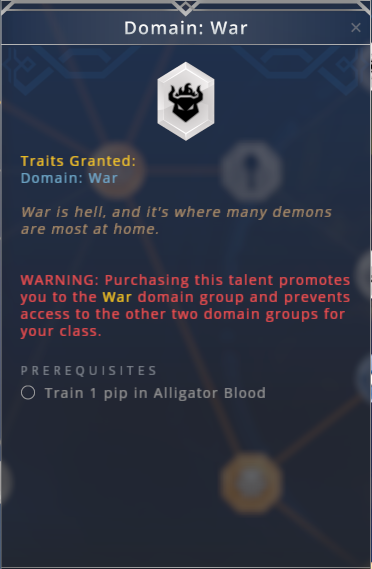 Domain: War
Traits Granted:
Domain: War
War is hell, and it's where many demons
are most at home.
WARNING: Purchasing this talent promotes
you to the War domain group and prevents
access to the other two domain groups for
your class.
PREREQUISITES
Train 1 pip in Alligator Blood